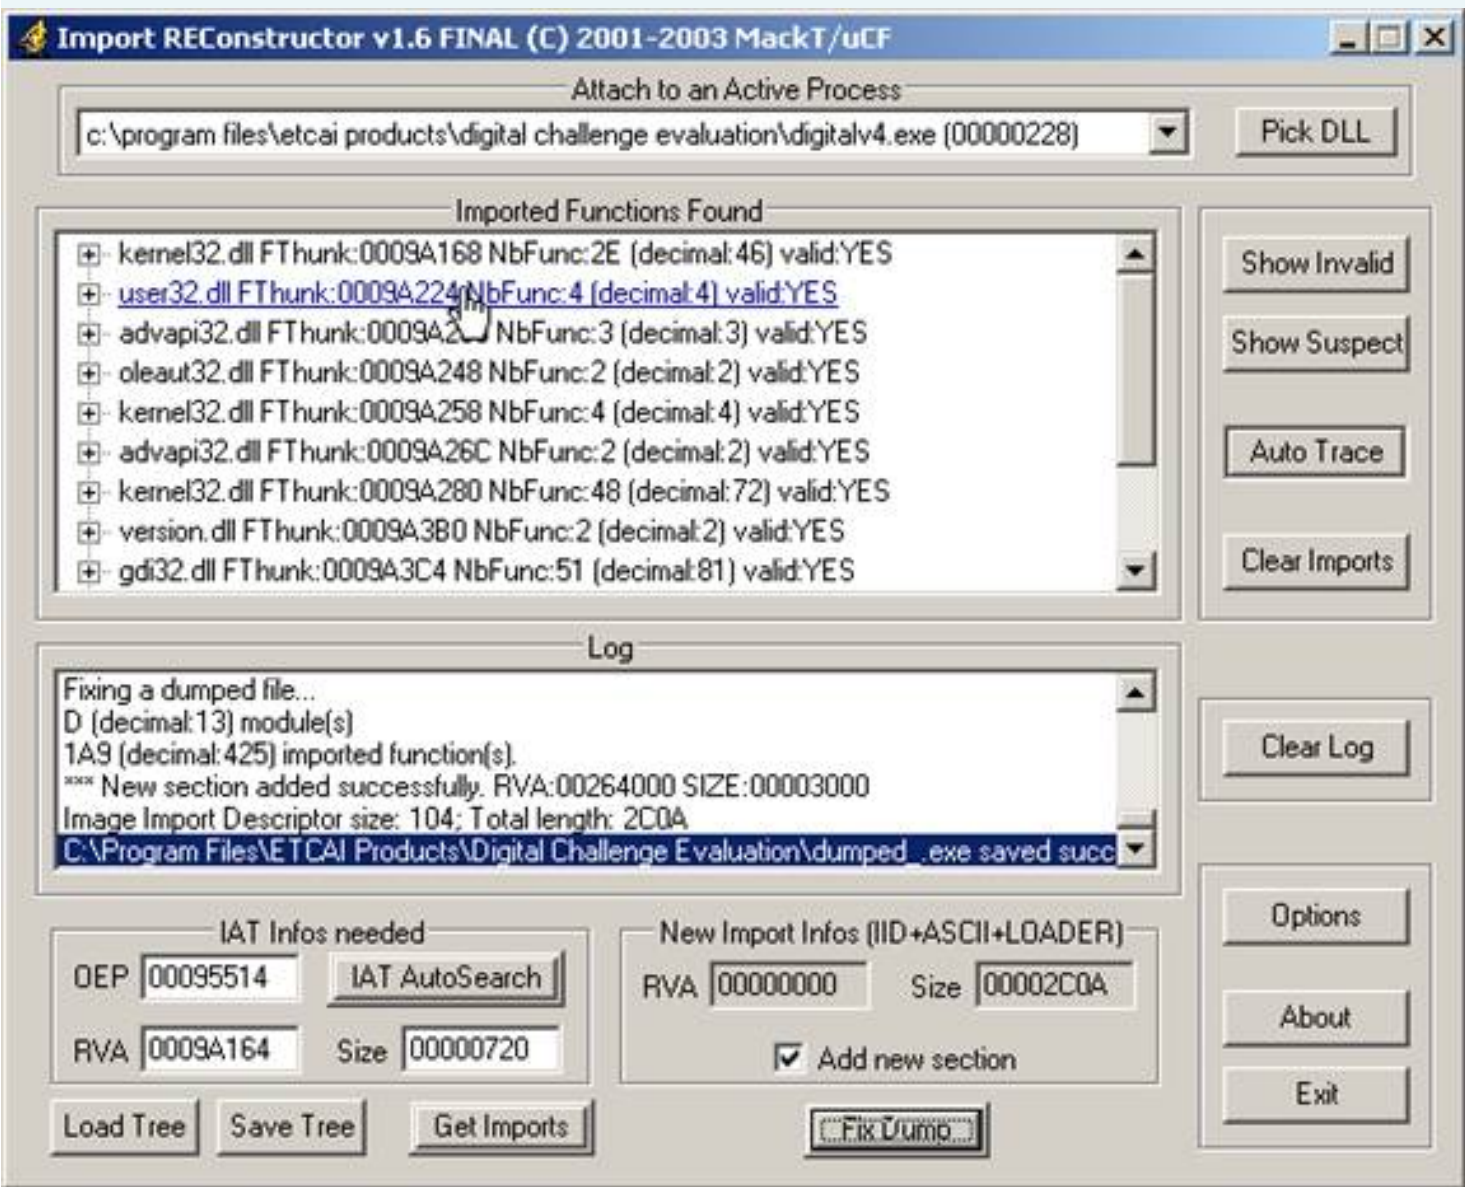 Import REConstructor v1.6 FINAL (C) 2001-2003 MackT/uCF
Attach to an Active Process
c:\program files\etcai products\digital challenge evaluation\digitalv4.exe (00000228)
Pick DLL
Imported Functions Found
kernel32.dll FThunk:0009A168 NbFunc:2E (decimal:46) valid:YES
user32.dll FThunk:0009A224 NbFunc:4 (decimal:4) valid:YES
advapi32.dll FThunk:0009A2 NbFunc:3 (decimal:3) valid:YES
oleaut32.dll FThunk:0009A248 NbFunc:2 (decimal:2) valid:YES
kernel32.dll FThunk:0009A258 NbFunc:4 (decimal:4) valid:YES
advapi32.dll FThunk:0009A26C NbFunc:2 (decimal:2) valid:YES
kernel32.dll FThunk:0009A280 NbFunc:48 (decimal:72) valid:YES
version.dll FThunk:0009A3B0 NbFunc:2 (decimal:2) valid:YES
gdi32.dll FThunk:0009A3C4 NbFunc:51 (decimal:81) valid:YES
Show Invalid
Show Suspect
Auto Trace
Clear Imports
Log
Fixing a dumped file...
D (decimal:13) module(s)
1A9 (decimal:425) imported function(s).
*** New section added successfully. RVA:00264000 SIZE:00003000
Image Import Descriptor size: 104; Total length: 2C0A
C:\Program Files\ETCAI Products\Digital Challenge Evaluation\dumped_.exe saved succ
Clear Log
IAT Infos needed
OEP 00095514 IAT AutoSearch
RVA 0009A164 Size 00000720
New Import Infos (IID+ASCII+LOADER)
RVA 00000000 Size 00002C0A
Add new section
Options
About
Exit
Load Tree Save Tree Get Imports Fix Dump